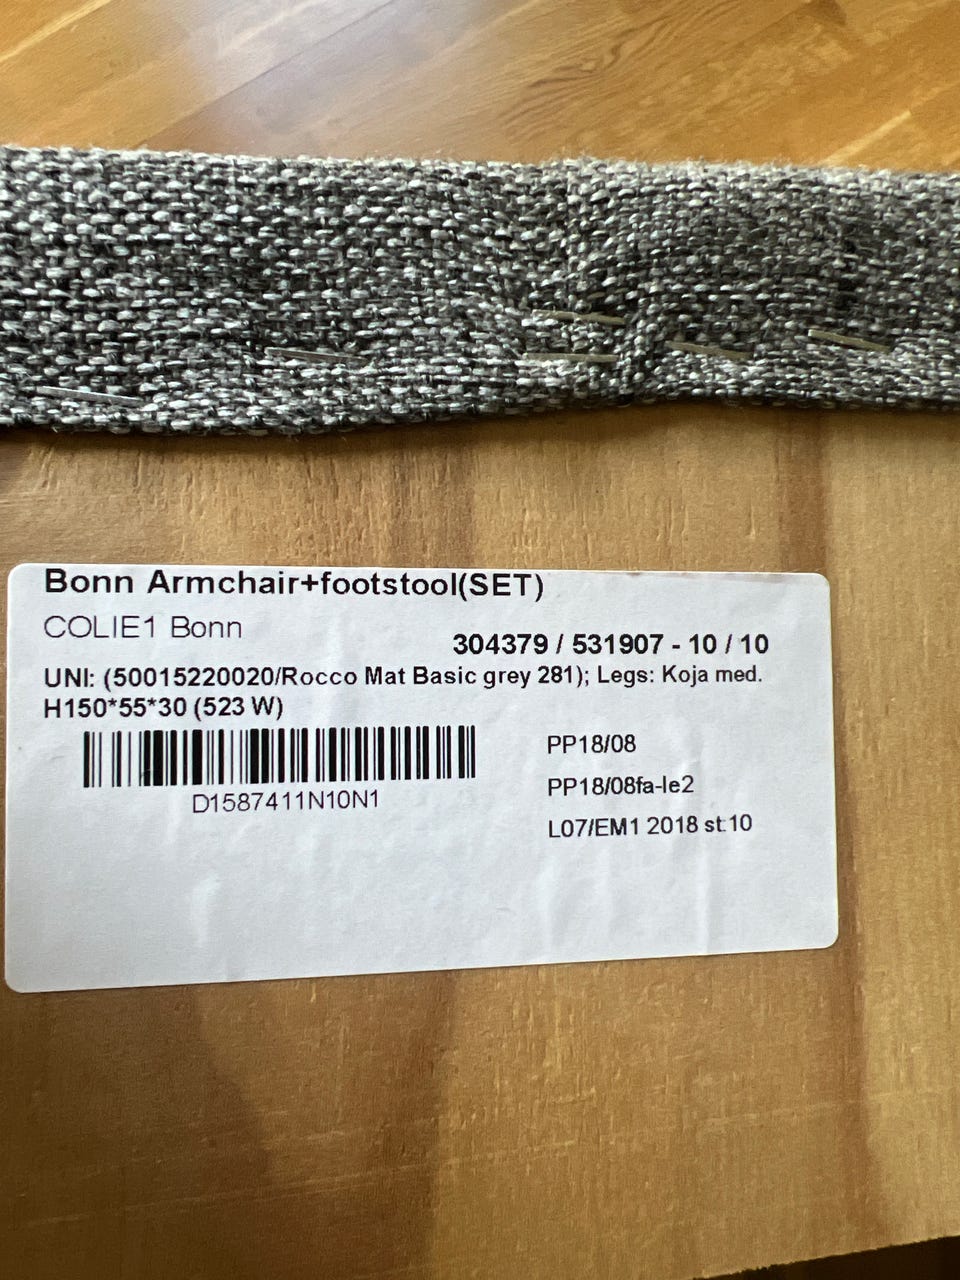 Bonn Armchair+footstool(SET)
COLIE1 Bonn
304379 / 531907 - 10 / 10
UNI: (50015220020/Rocco Mat Basic grey 281); Legs: Koja med.
H150*55*30 (523 W)
D1587411N10N1
PP18/08
PP18/08fa-le2
L07/EM1 2018 st:10